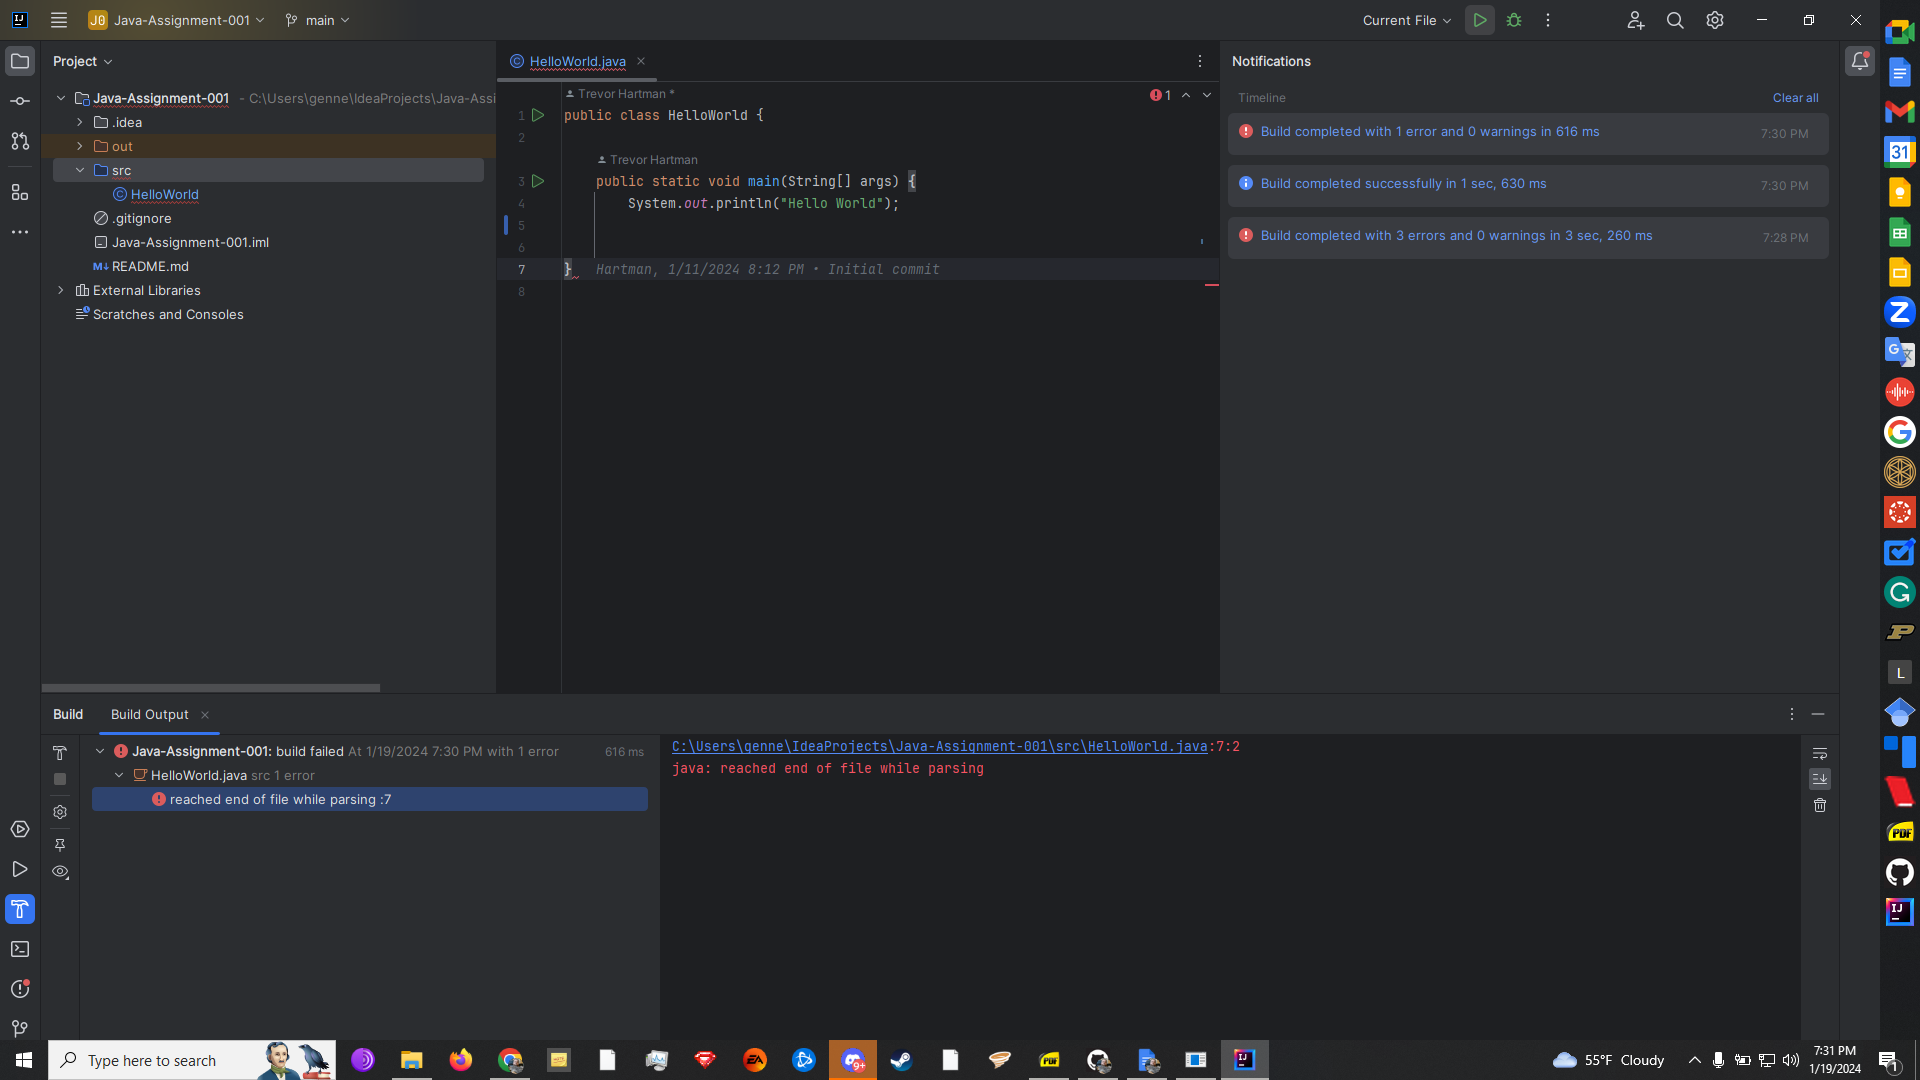 Java-Assignment-001
main
Current File
Project
Java-Assignment-001 - C:\Users\genne\IdeaProjects\Java-Assi
.idea
out
src
HelloWorld
.gitignore
Java-Assignment-001.iml
README.md
External Libraries
Scratches and Consoles
HelloWorld.java
Trevor Hartman *
1
1 public class HelloWorld {
2
Trevor Hartman
3 public static void main(String[] args) {
4 System.out.println("Hello World");
5
6
7 } Hartman, 1/11/2024 8:12 PM • Initial commit
8
Notifications
Timeline
Clear all
Build completed with 1 error and 0 warnings in 616 ms 7:30 PM
Build completed successfully in 1 sec, 630 ms 7:30 PM
Build completed with 3 errors and 0 warnings in 3 sec, 260 ms 7:28 PM
Build Build Output
Java-Assignment-001: build failed At 1/19/2024 7:30 PM with 1 error 616 ms
HelloWorld.java src 1 error
reached end of file while parsing :7
C:\Users\genne\IdeaProjects\Java-Assignment-001\src\HelloWorld.java:7:2
java: reached end of file while parsing
Type here to search
55°F Cloudy
7:31 PM
1/19/2024